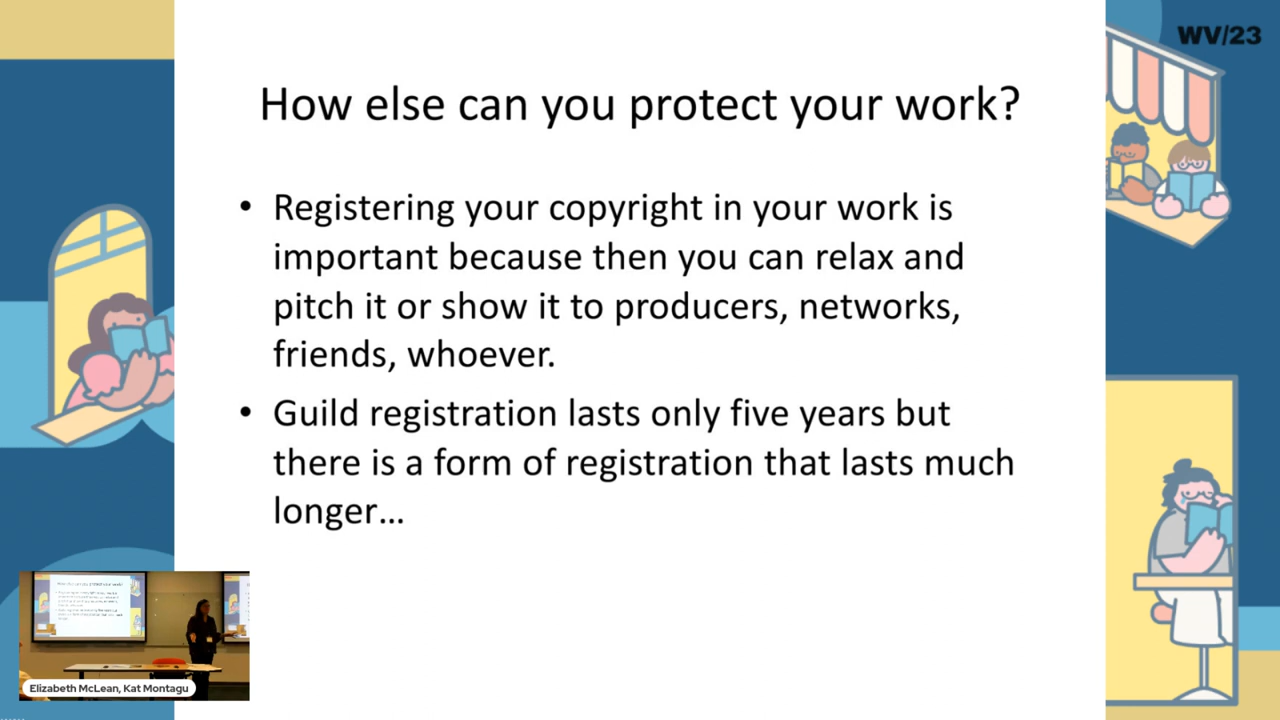 WV/23
How else can you protect your work?
• Registering your copyright in your work is
important because then you can relax and
pitch it or show it to producers, networks,
friends, whoever.
• Guild registration lasts only five years but
there is a form of registration that lasts much
longer...
Elizabeth McLean, Kat Montagu